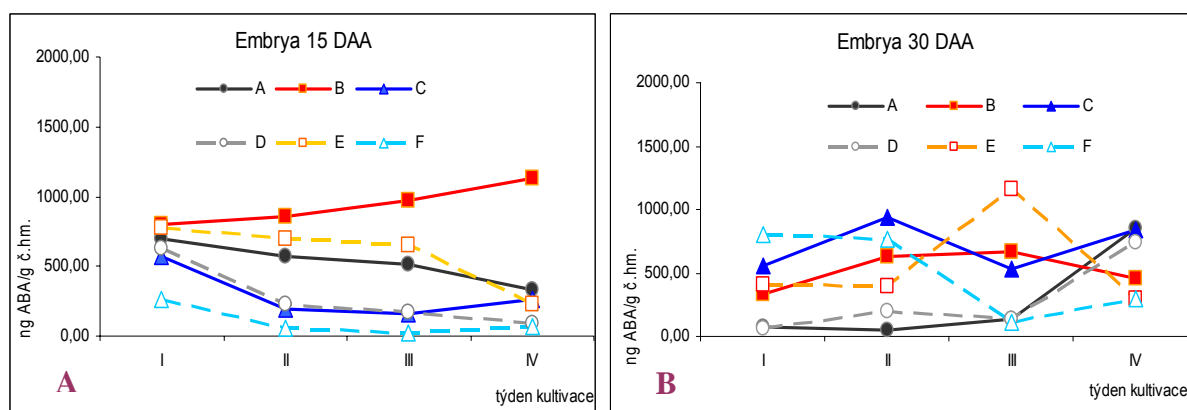 Embrya 15 DAA
ng ABA/g č.hm.
2000,00
1500,00
1000,00
500,00
0,00
A B C
D E F
I II III IV
týden kultivace
A
Embrya 30 DAA
ng ABA/g č.hm.
2000,00
1500,00
1000,00
500,00
0,00
A B C
D E F
I II III IV
týden kultivace
B